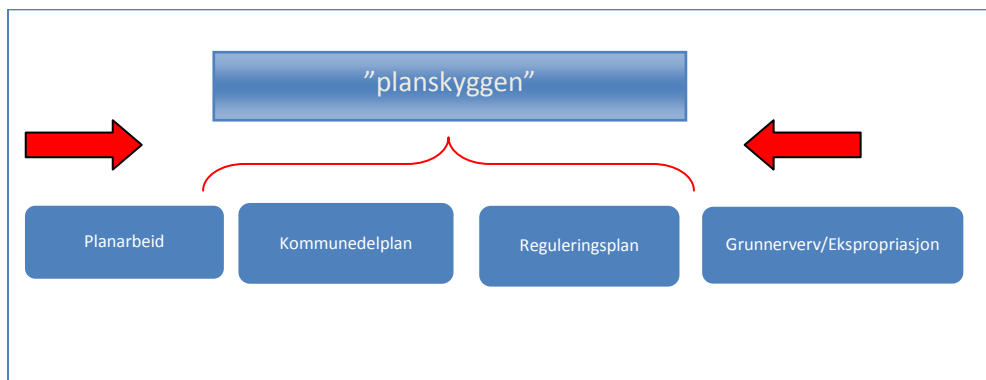 ”planskyggen”
Planarbeid
Kommunedelplan
Reguleringsplan
Grunnerverv/Ekspropriasjon